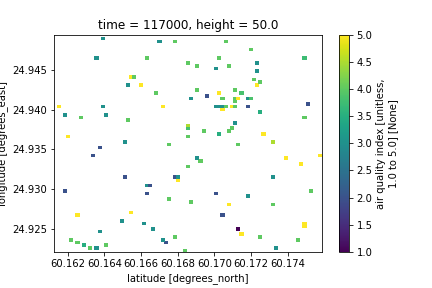 time = 117000, height = 50.0
24.945
24.940
24.935
24.930
24.925
longitude [degrees_east]
60.162 60.164 60.166 60.168 60.170 60.172 60.174
latitude [degrees_north]
5.0
4.5
4.0
3.5
3.0
2.5
2.0
1.5
1.0
air quality index [unitless,
1.0 to 5.0] [None]